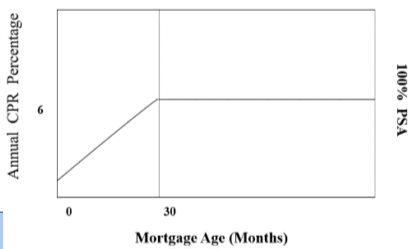 Annual CPR Percentage
6
100% PSA
0 30
Mortgage Age (Months)